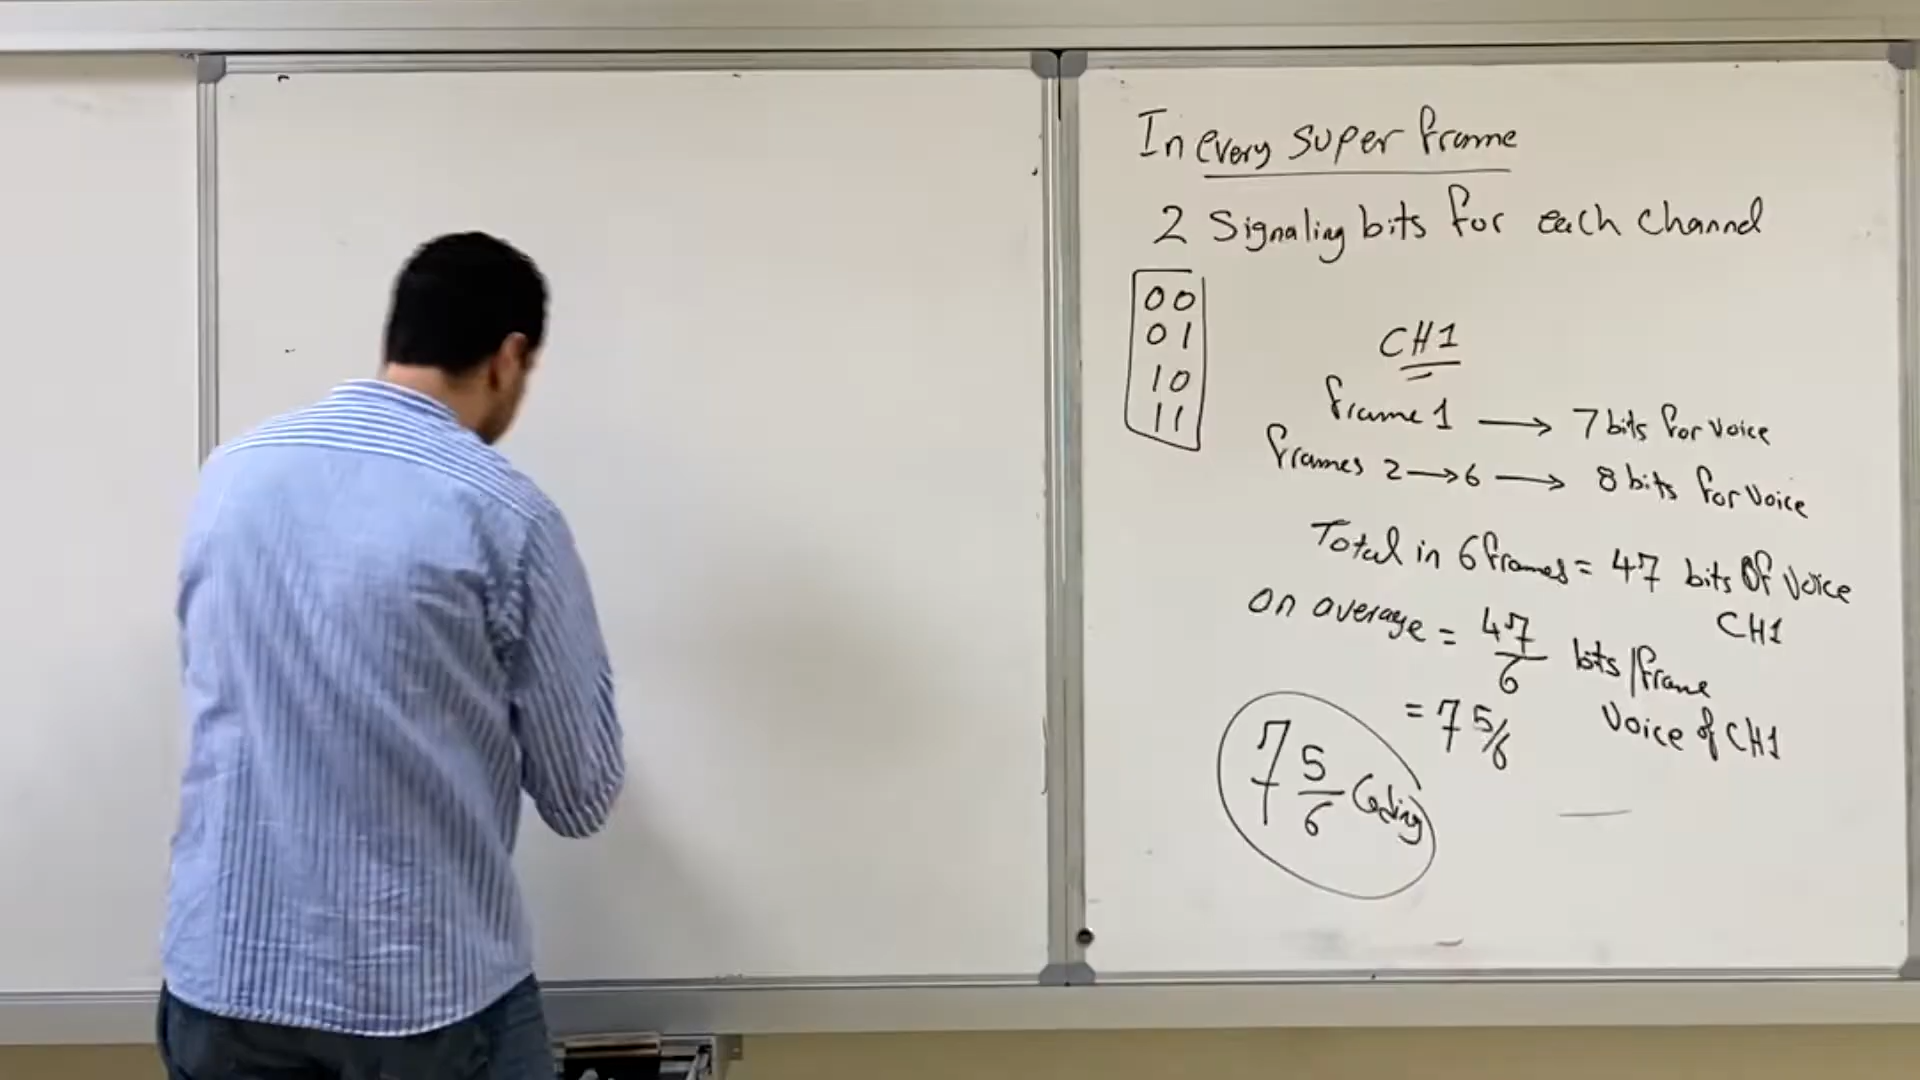 In every super frame
2 Signaling bits for each channel
00
01
10
11
CH1
frame 1 → 7 bits for voice
frames 2 → 6 → 8 bits for voice
Total in 6 frames = 47 bits of voice
CH1
on average = 47/6 bits/frame
= 7 5/6 voice of CH1
7 5/6 Coding